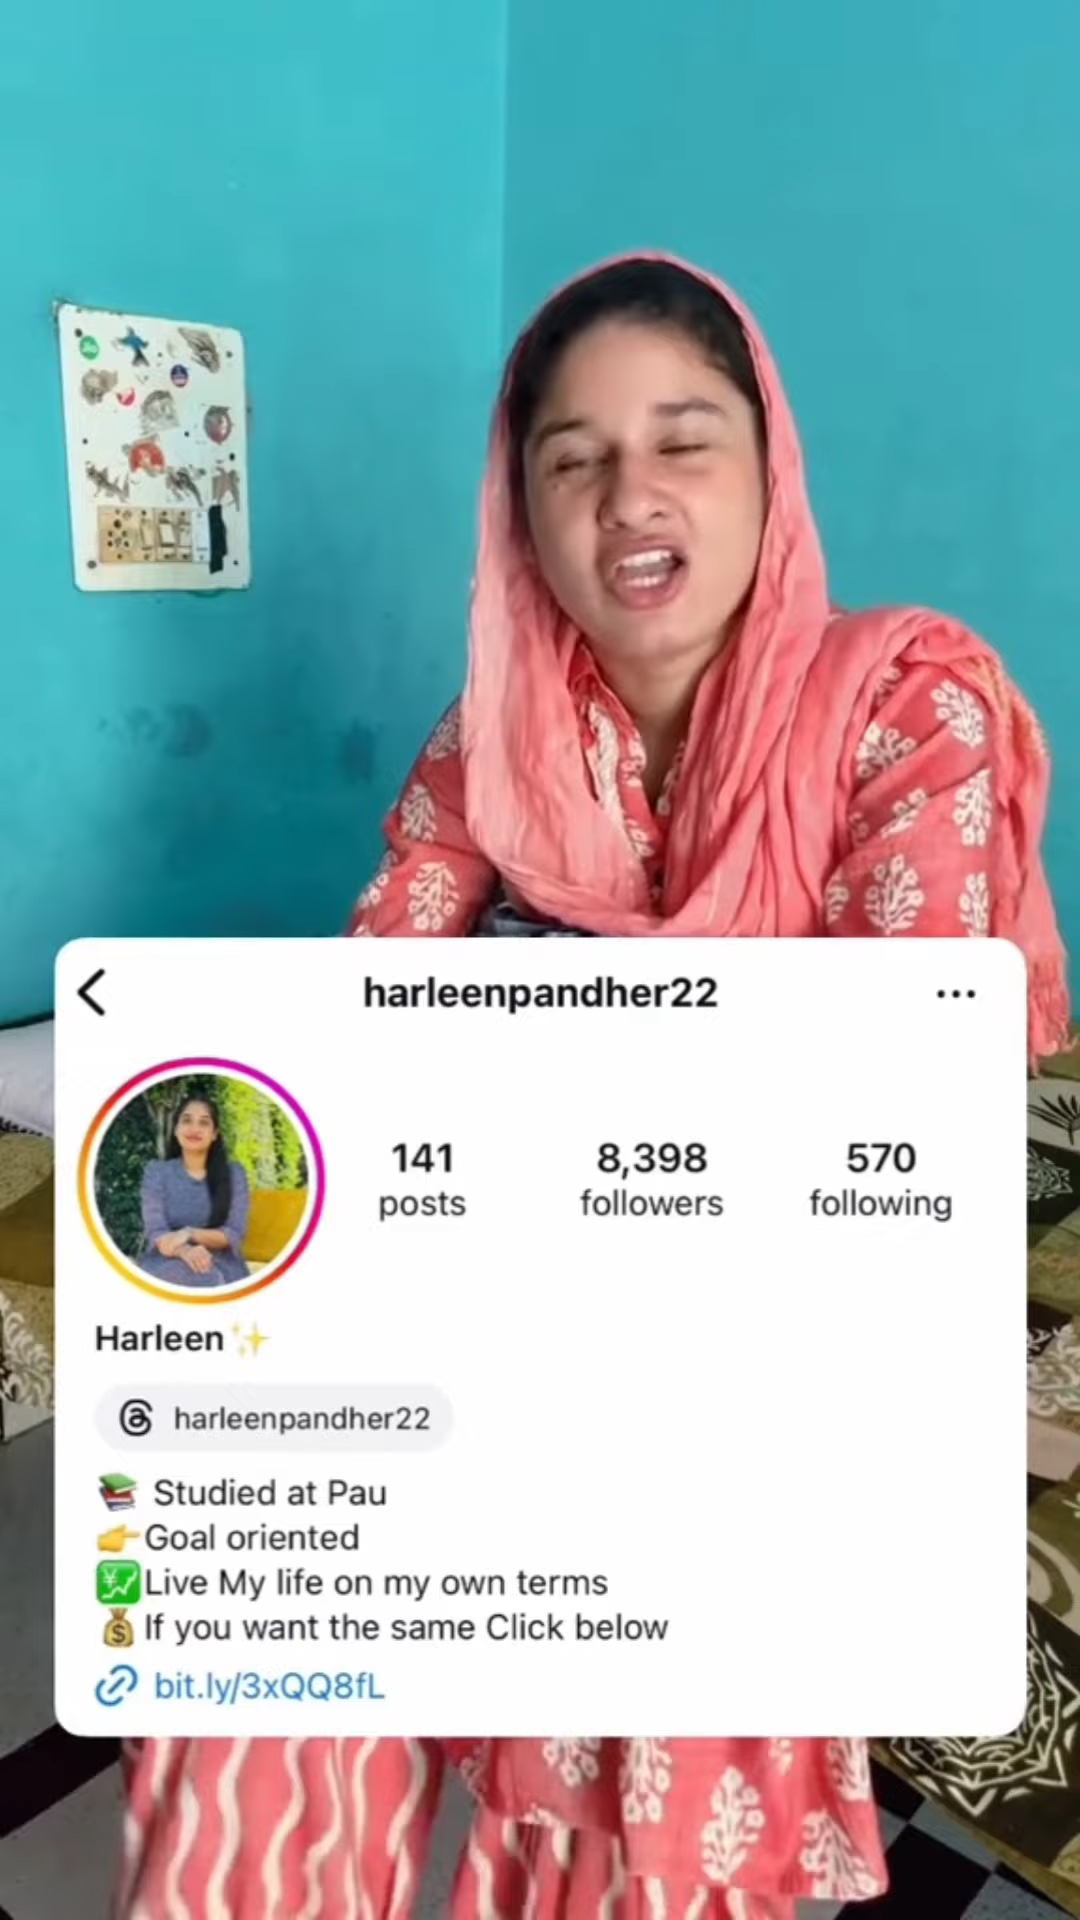 harleenpandher22
141
posts
8,398
followers
570
following
Harleen✨
harleenpandher22
📚 Studied at Pau
👉Goal oriented
💹Live My life on my own terms
💰If you want the same Click below
bit.ly/3xQQ8fL